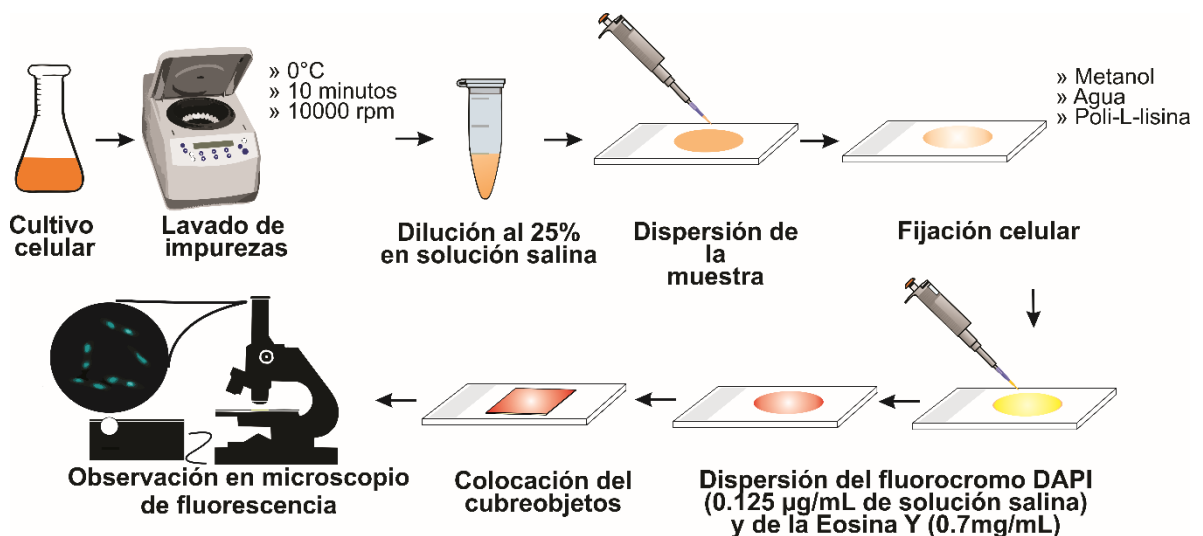 » 0°C
» 10 minutos
» 10000 rpm
» Metanol
» Agua
» Poli-L-lisina
Cultivo
celular
Lavado de
impurezas
Dilución al 25%
en solución salina
Dispersión de
la
muestra
Fijación celular
Dispersión del fluorocromo DAPI
(0.125 µg/mL de solución salina)
y de la Eosina Y (0.7mg/mL)
Colocación del
cubreobjetos
Observación en microscopio
de fluorescencia